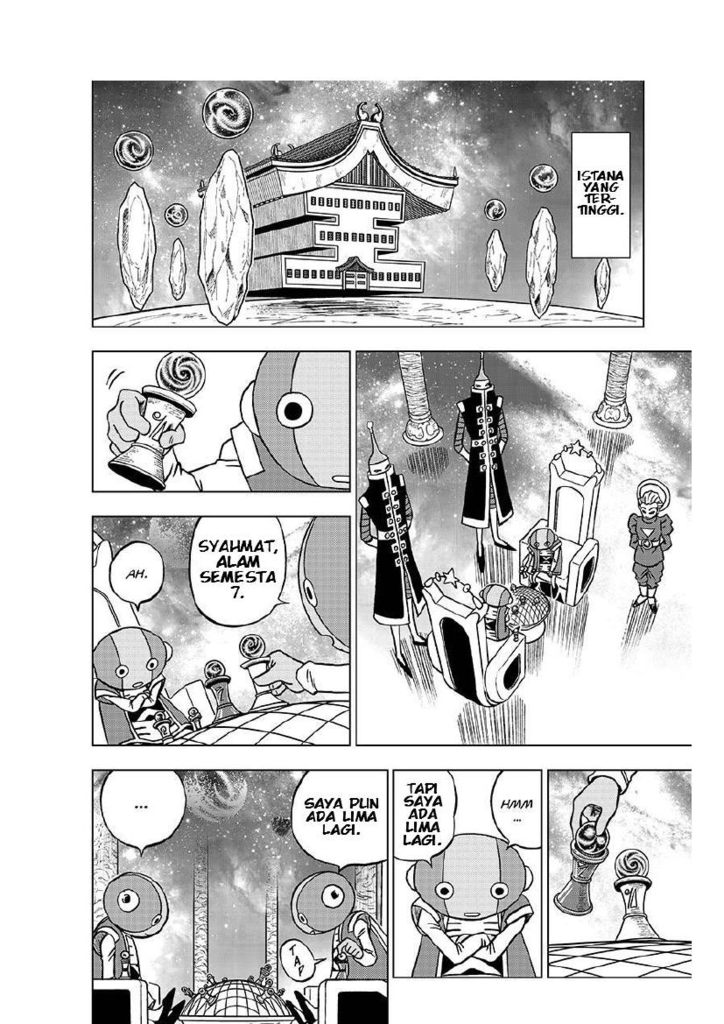 ISTANA
YANG
TER-
TINGGI.
SYAHMAT,
ALAM
SEMESTA
7.
AH.
HMM
...
TAPI
SAYA
ADA
LIMA
LAGI.
SAYA PUN
ADA LIMA
LAGI.
TAP
...